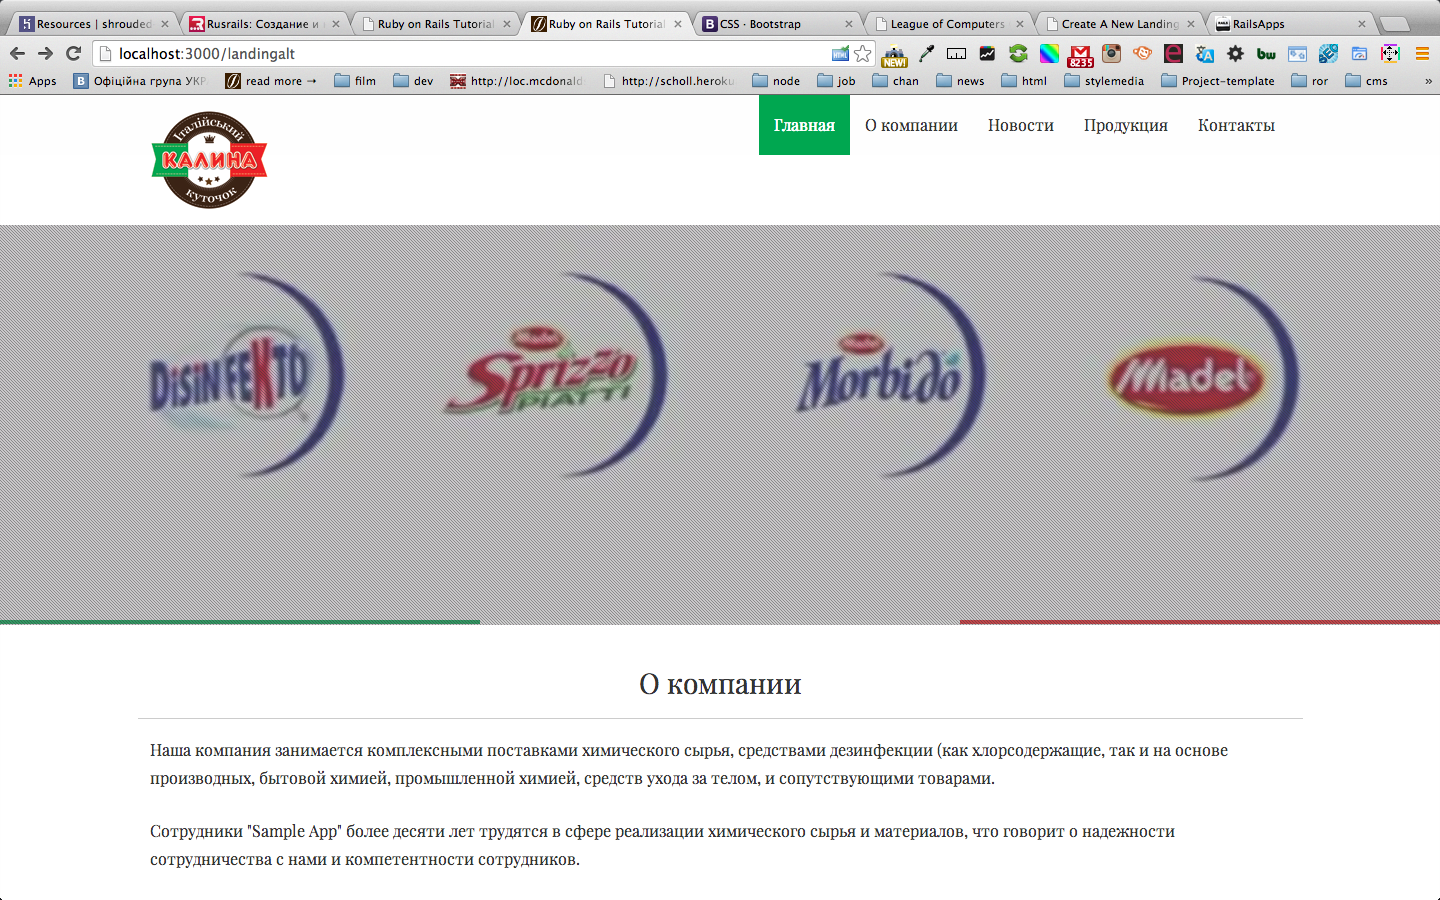 Resources | shrouded
Rusrails: Создание и
Ruby on Rails Tutorial
Ruby on Rails Tutorial
CSS · Bootstrap
League of Computers
Create A New Landing
RailsApps
localhost:3000/landingalt
NEW!
8235
bw
Apps
Офіційна група УКР
read more →
film
dev
http://loc.mcdonald
http://scholl.heroku
node
job
chan
news
html
stylemedia
Project-template
ror
cms
»
Італійський
КАЛИНА
куточок
Главная
О компании
Новости
Продукция
Контакты
DiSiNFEKTO
Madel
Sprizzo
PIATTI
Madel
Morbido
Madel
О компании
Наша компания занимается комплексными поставками химического сырья, средствами дезинфекции (как хлорсодержащие, так и на основе
производных, бытовой химией, промышленной химией, средств ухода за телом, и сопутствующими товарами.
Сотрудники "Sample App" более десяти лет трудятся в сфере реализации химического сырья и материалов, что говорит о надежности
сотрудничества с нами и компетентности сотрудников.